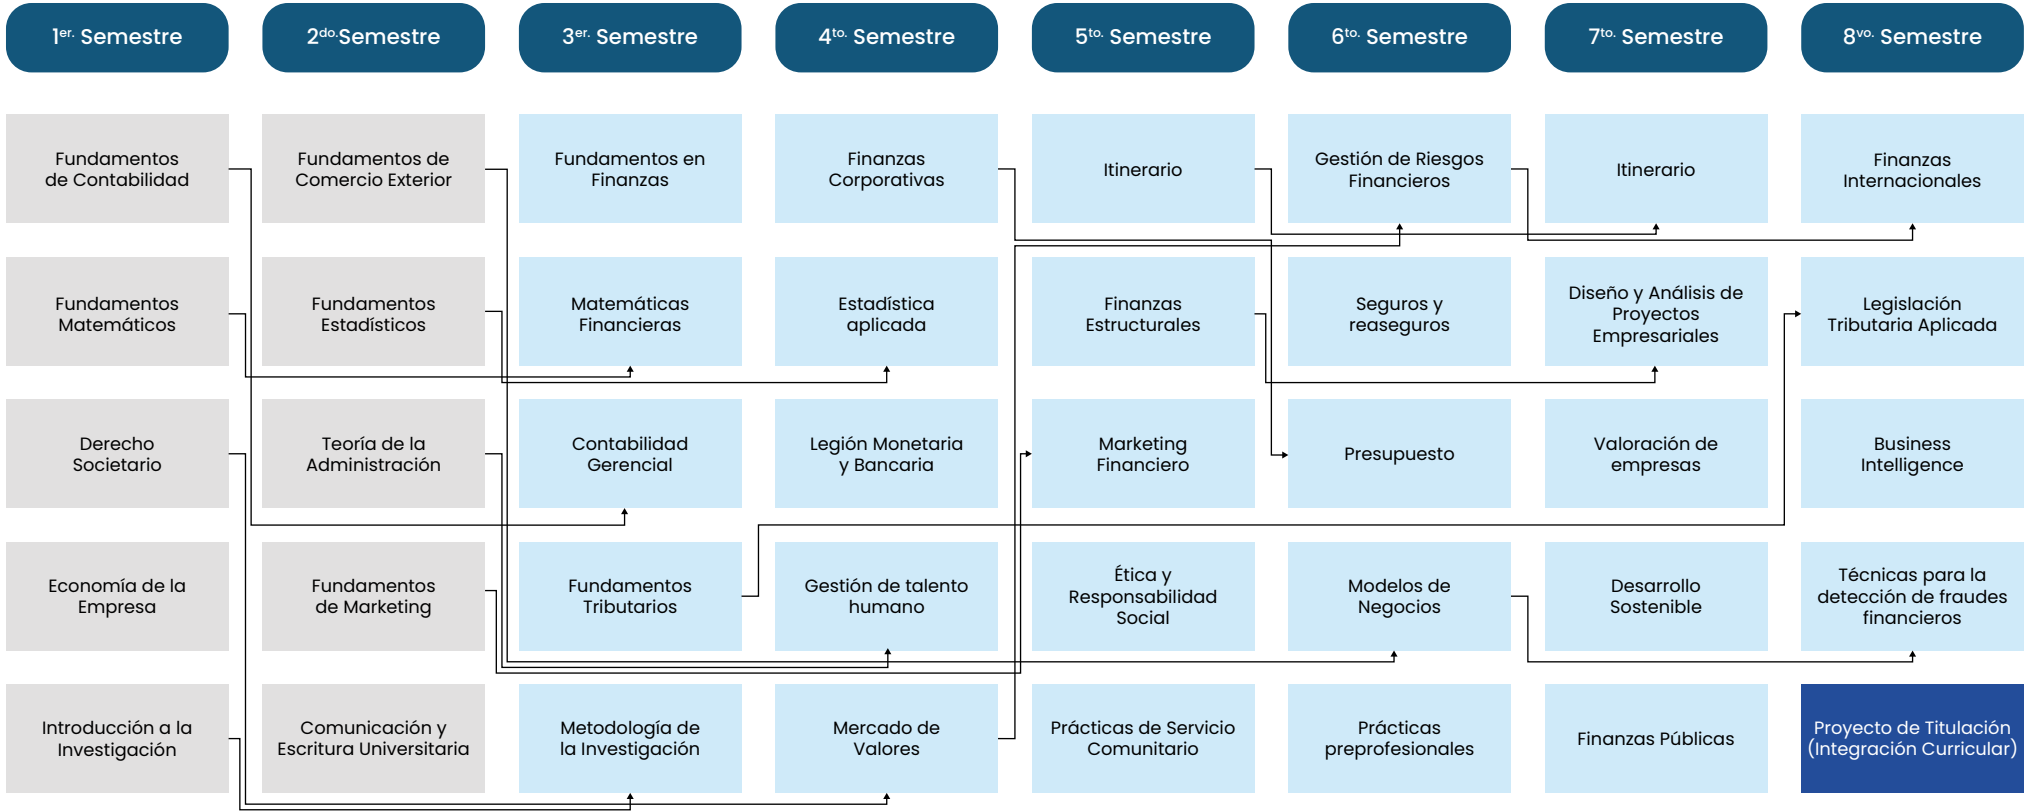 1er. Semestre
2do.Semestre
3er. Semestre
4to. Semestre
5to. Semestre
6to. Semestre
7to. Semestre
8vo. Semestre
Fundamentos
de Contabilidad
Fundamentos de
Comercio Exterior
Fundamentos en
Finanzas
Finanzas
Corporativas
Itinerario
Gestión de Riesgos
Financieros
Itinerario
Finanzas
Internacionales
Fundamentos
Matemáticos
Fundamentos
Estadísticos
Matemáticas
Financieras
Estadística
aplicada
Finanzas
Estructurales
Seguros y
reaseguros
Diseño y Análisis de
Proyectos
Empresariales
Legislación
Tributaria Aplicada
Derecho
Societario
Teoría de la
Administración
Contabilidad
Gerencial
Legión Monetaria
y Bancaria
Marketing
Financiero
Presupuesto
Valoración de
empresas
Business
Intelligence
Economía de la
Empresa
Fundamentos
de Marketing
Fundamentos
Tributarios
Gestión de talento
humano
Ética y
Responsabilidad
Social
Modelos de
Negocios
Desarrollo
Sostenible
Técnicas para la
detección de fraudes
financieros
Introducción a la
Investigación
Comunicación y
Escritura Universitaria
Metodología de
la Investigación
Mercado de
Valores
Prácticas de Servicio
Comunitario
Prácticas
preprofesionales
Finanzas Públicas
Proyecto de Titulación
(Integración Curricular)